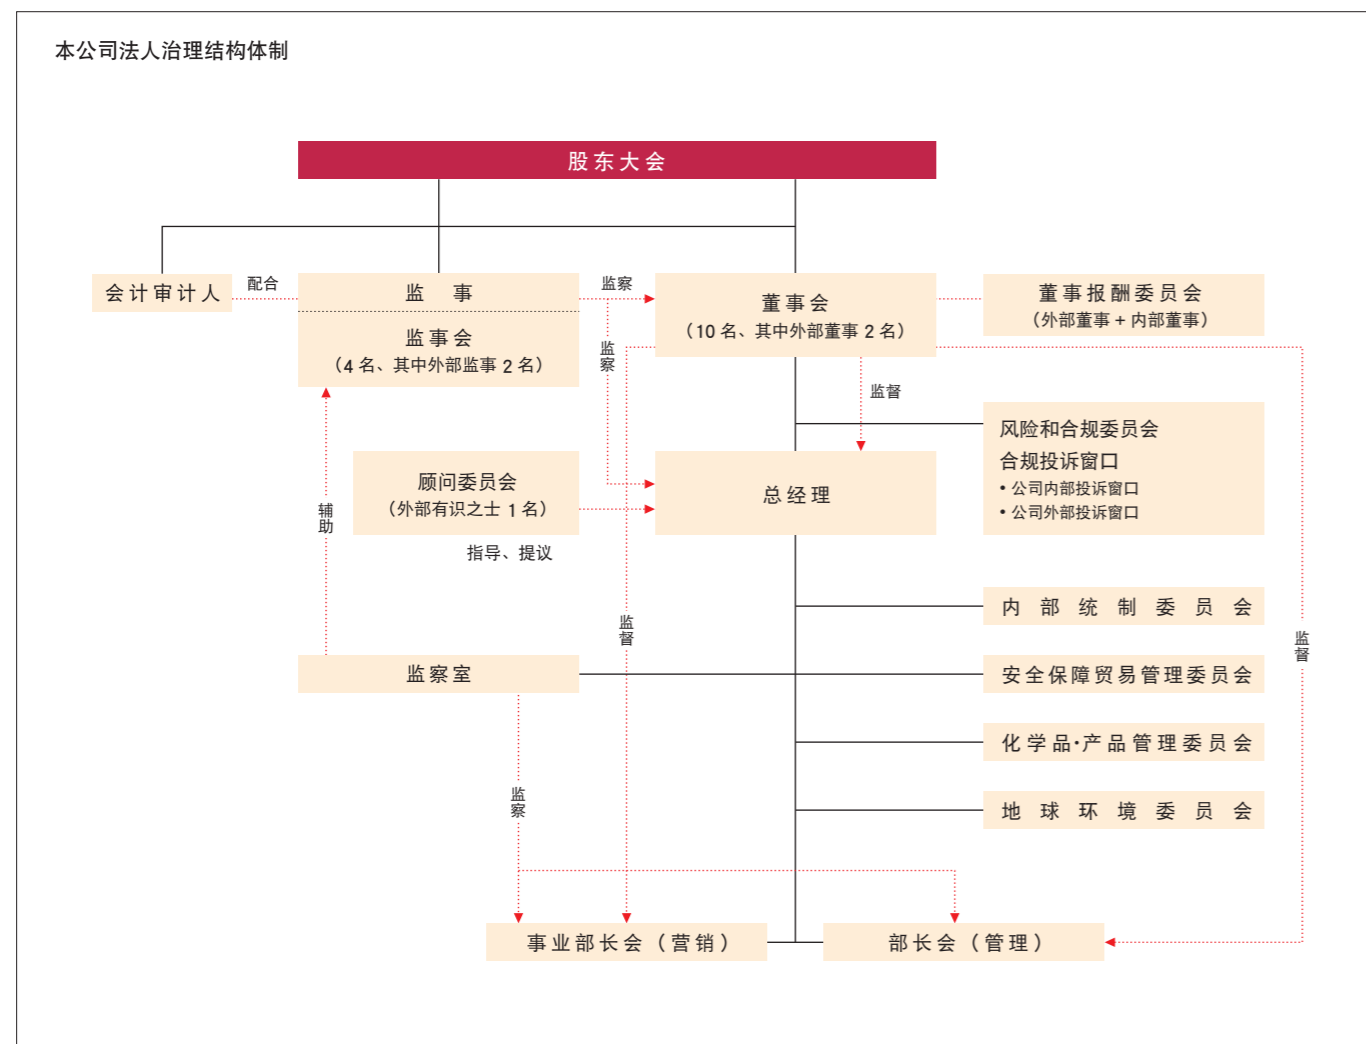 本公司法人治理结构体制
股东大会
会计审计人
配合
监事
监事会
（4 名、其中外部监事 2 名）
监察
监察
董事会
（10 名、其中外部董事 2 名）
董事报酬委员会
（外部董事 + 内部董事）
监督
风险和合规委员会
合规投诉窗口
• 公司内部投诉窗口
• 公司外部投诉窗口
顾问委员会
（外部有识之士 1 名）
总经理
辅助
指导、提议
内部统制委员会
监督
监督
监察室
安全保障贸易管理委员会
化学品·产品管理委员会
监察
地球环境委员会
事业部长会（营销）
部长会（管理）